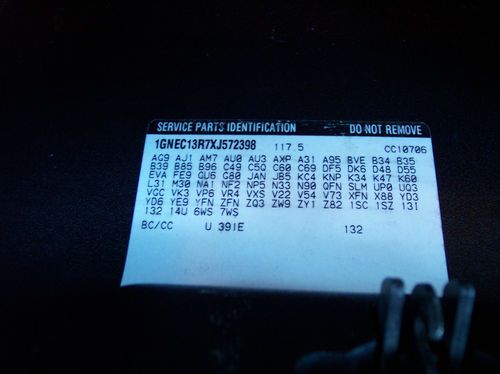 SERVICE PARTS IDENTIFICATION DO NOT REMOVE
1GNEC13R7XJ572398 117.5 CC10706
AG9 AJ1 AM7 AU0 AU3 AXP A31 A95 BVE B34 B35
B39 B85 B96 C49 C5O C60 C69 DF5 DK6 D48 D55
EVA FE9 GU6 G80 JAN JB5 KC4 KNP K34 K47 K60
L31 M30 NA1 NF2 NP5 N33 N90 QFN SLM UP0 UQ3
VGC VK3 VP6 VR4 VXS V22 V54 V73 XFN X88 YD3
YD6 YE9 YFN ZFN ZQ3 ZW9 ZY1 Z82 1SC 1SZ 13I
132 14U 6WS 7WS
BC/CC U 391E 132